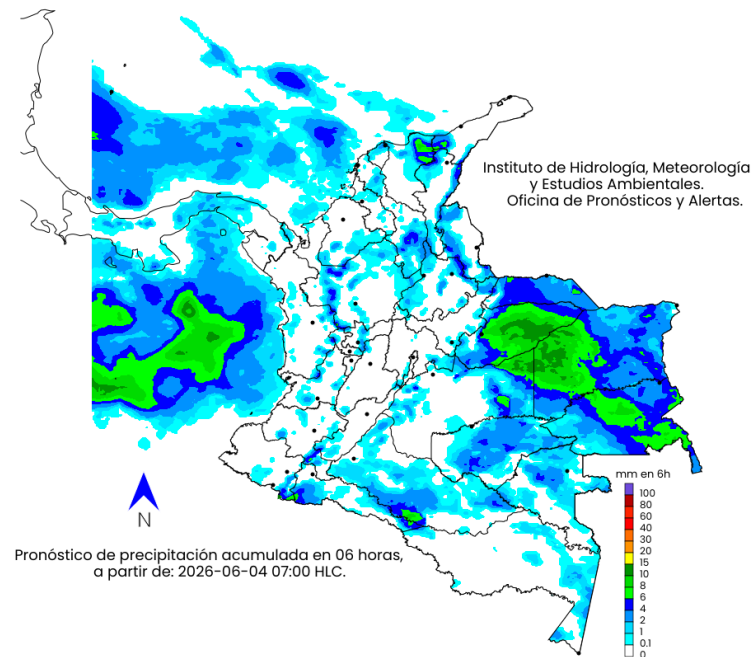 Instituto de Hidrología, Meteorología
y Estudios Ambientales.
Oficina de Pronósticos y Alertas.
N
Pronóstico de precipitación acumulada en 06 horas,
a partir de: 2026-06-04 07:00 HLC.
mm en 6h
100
80
60
40
30
20
15
10
8
6
4
2
1
0.1
0